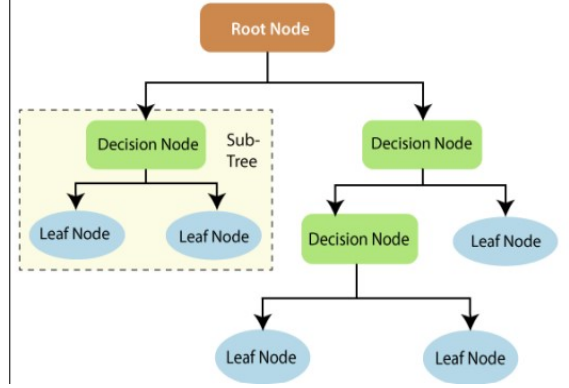 Root Node
Decision Node
Sub-
Tree
Decision Node
Leaf Node
Leaf Node
Decision Node
Leaf Node
Leaf Node
Leaf Node